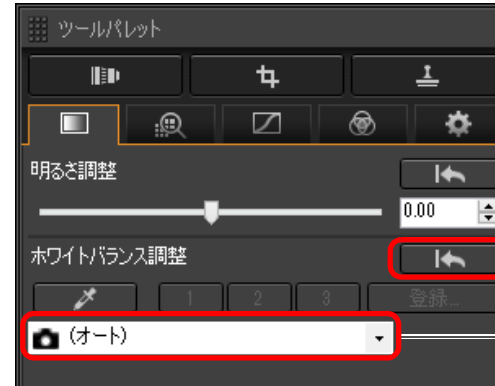 ツールパレット
明るさ調整
0.00
ホワイトバランス調整
1 2 3 登録...
(オート)